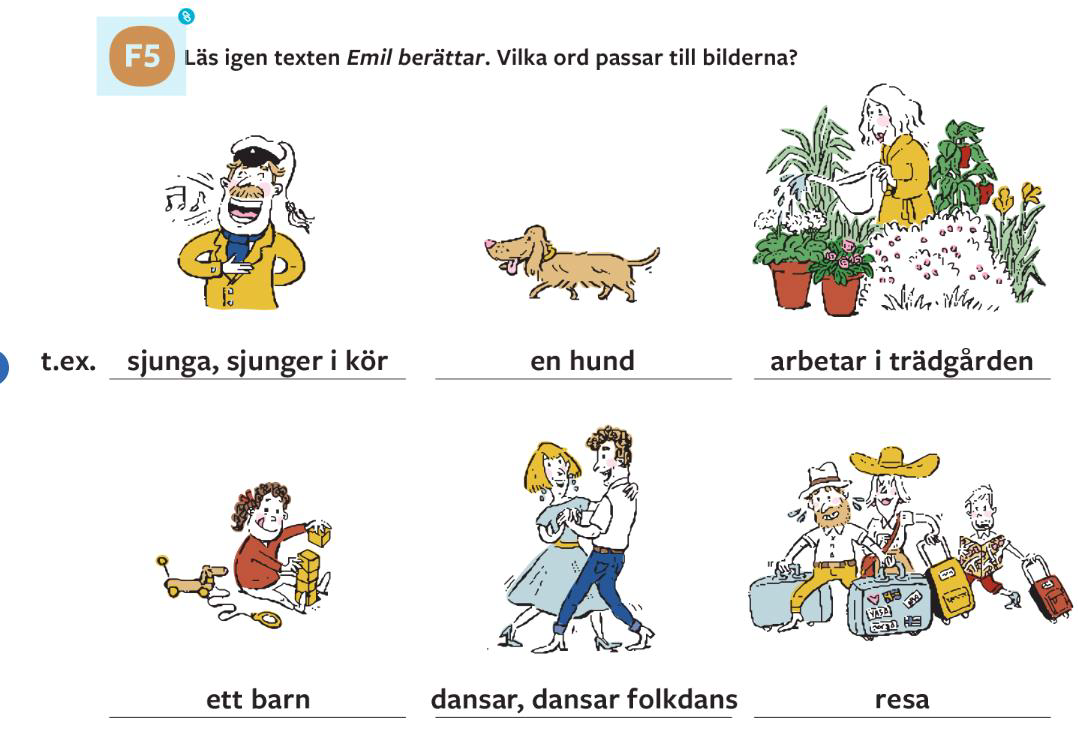 F5
Läs igen texten Emil berättar. Vilka ord passar till bilderna?
t.ex. sjunga, sjunger i kör
en hund
arbetar i trädgården
ett barn
dansar, dansar folkdans
resa